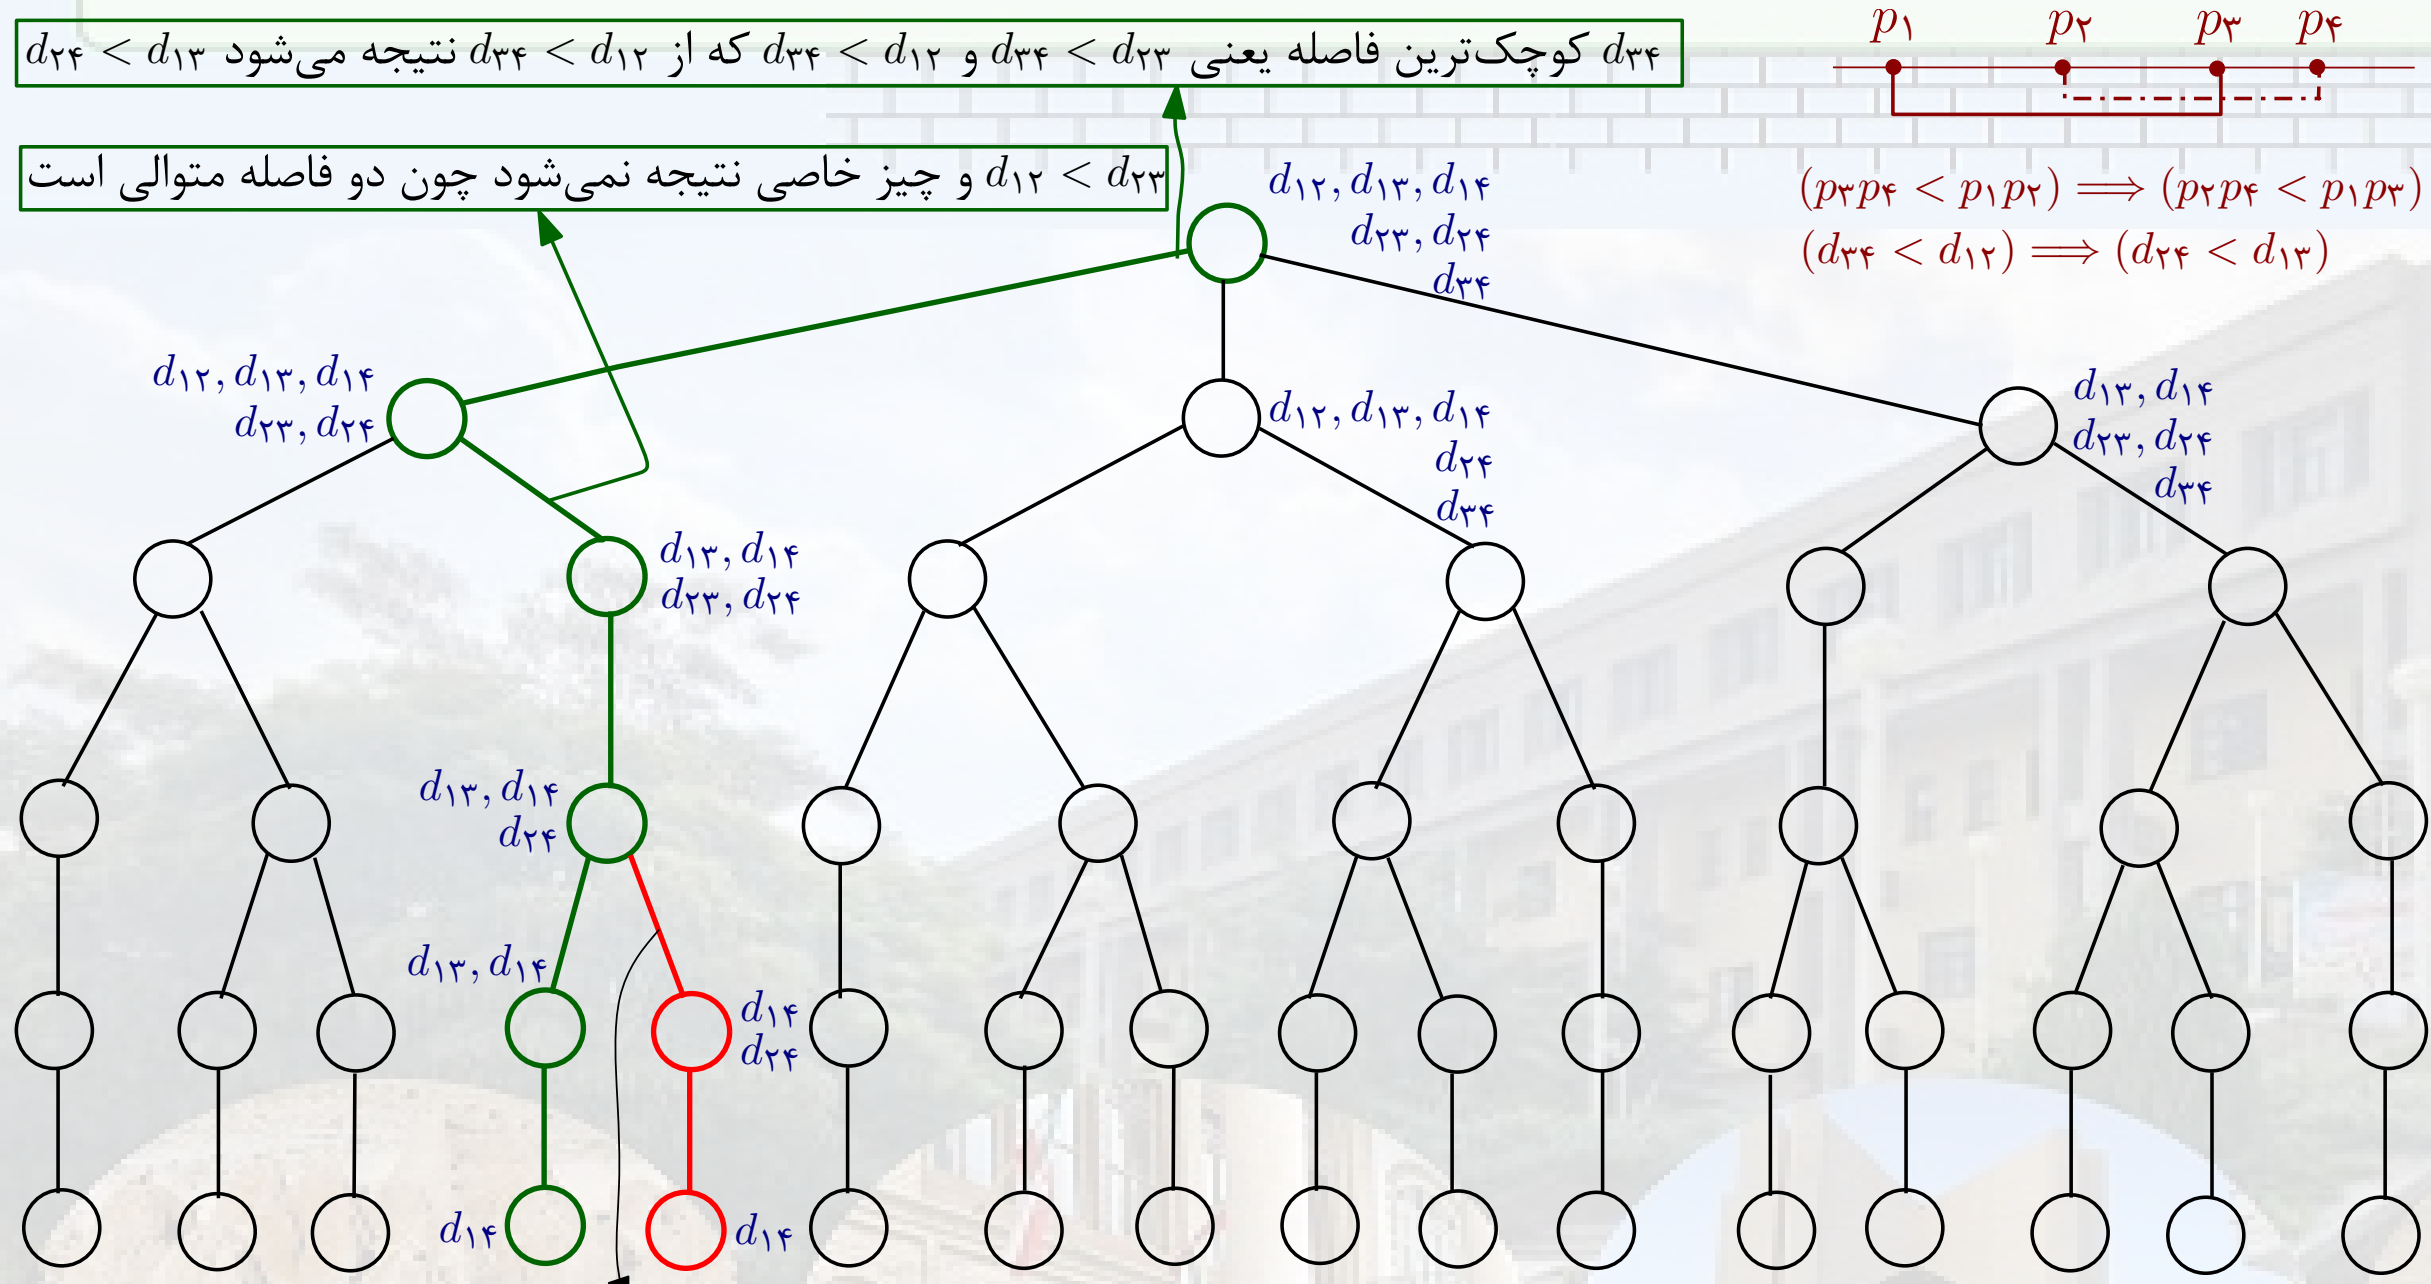 d۳۴ کوچک‌ترین فاصله یعنی d۳۴ < d۲۳ و d۳۴ < d۱۲ که از d۳۴ < d۱۲ نتیجه می‌شود d۲۴ < d۱۳
p۱ p۲ p۳ p۴
d۱۲ < d۲۳ و چیز خاصی نتیجه نمی‌شود چون دو فاصله متوالی است
(p۳p۴ < p۱p۲) ⟹ (p۲p۴ < p۱p۳)
(d۳۴ < d۱۲) ⟹ (d۲۴ < d۱۳)
d۱۲, d۱۳, d۱۴
d۲۳, d۲۴
d۳۴
d۱۲, d۱۳, d۱۴
d۲۳, d۲۴
d۱۲, d۱۳, d۱۴
d۲۴
d۳۴
d۱۳, d۱۴
d۲۳, d۲۴
d۳۴
d۱۳, d۱۴
d۲۳, d۲۴
d۱۳, d۱۴
d۲۴
d۱۳, d۱۴
d۱۴
d۲۴
d۱۴
d۱۴